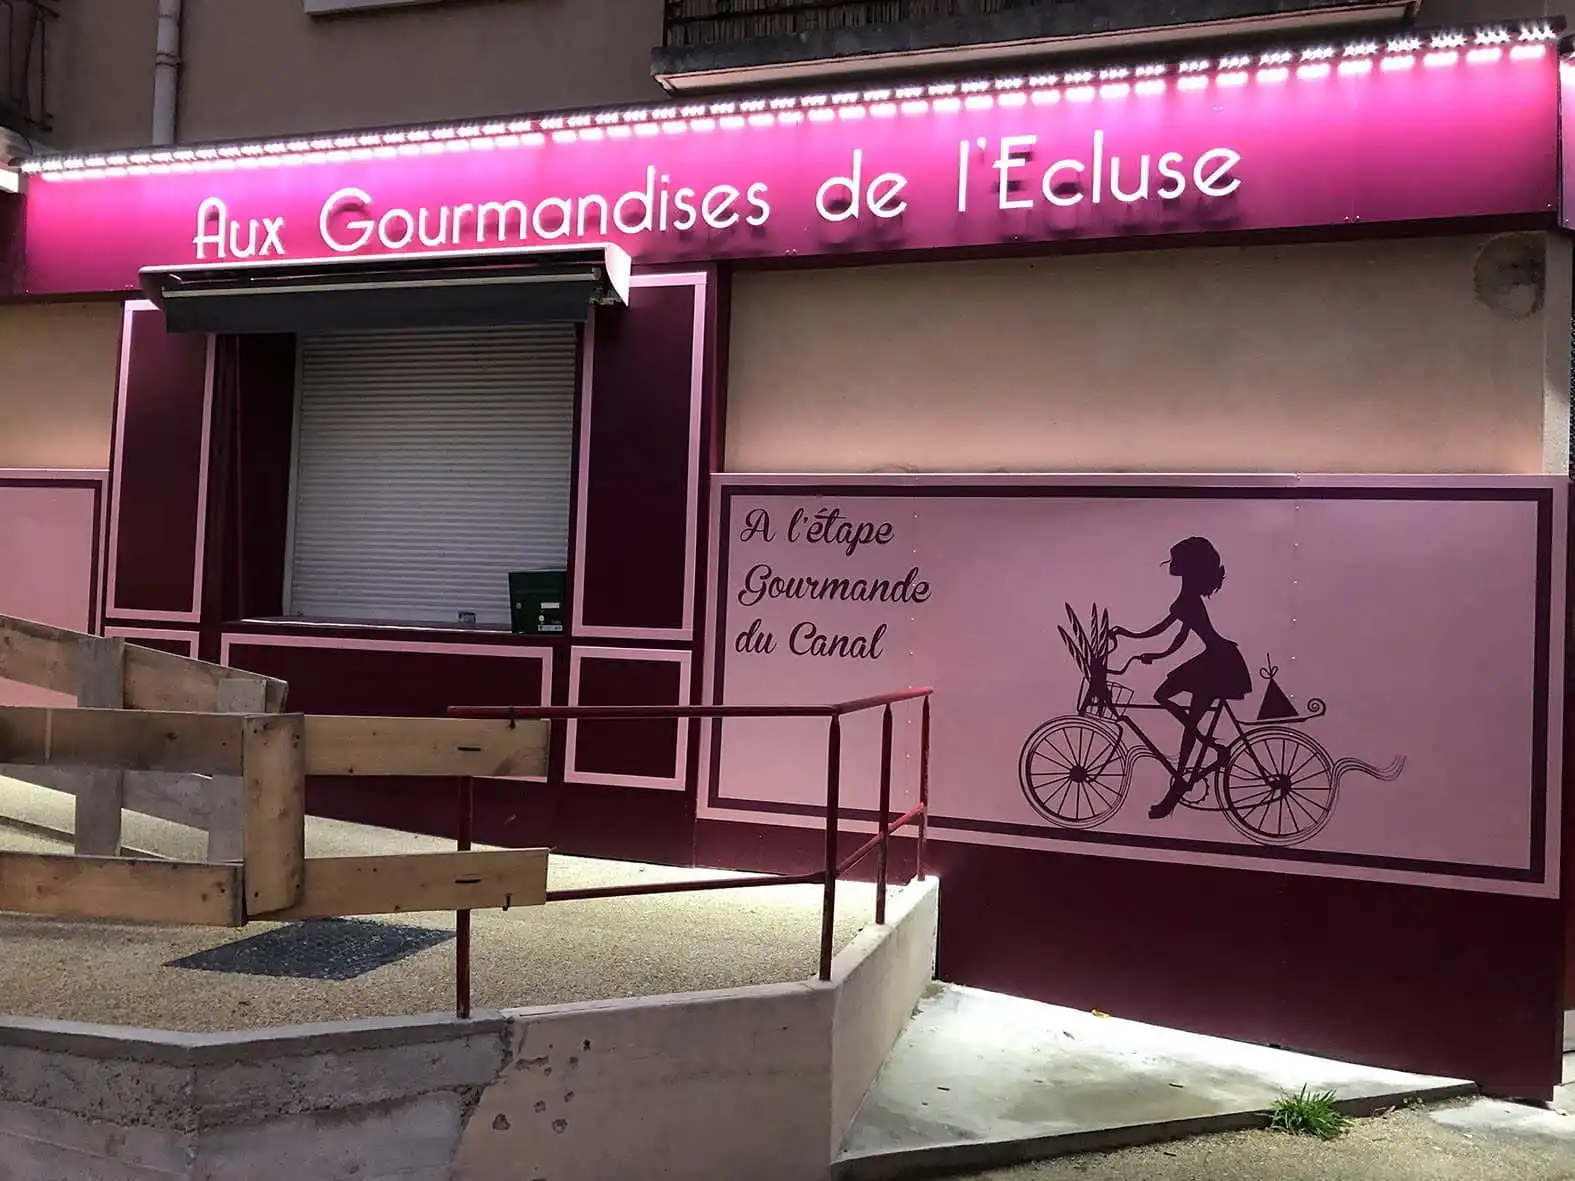 Aux Gourmandises de l'Ecluse
A l'étape
Gourmande
du Canal